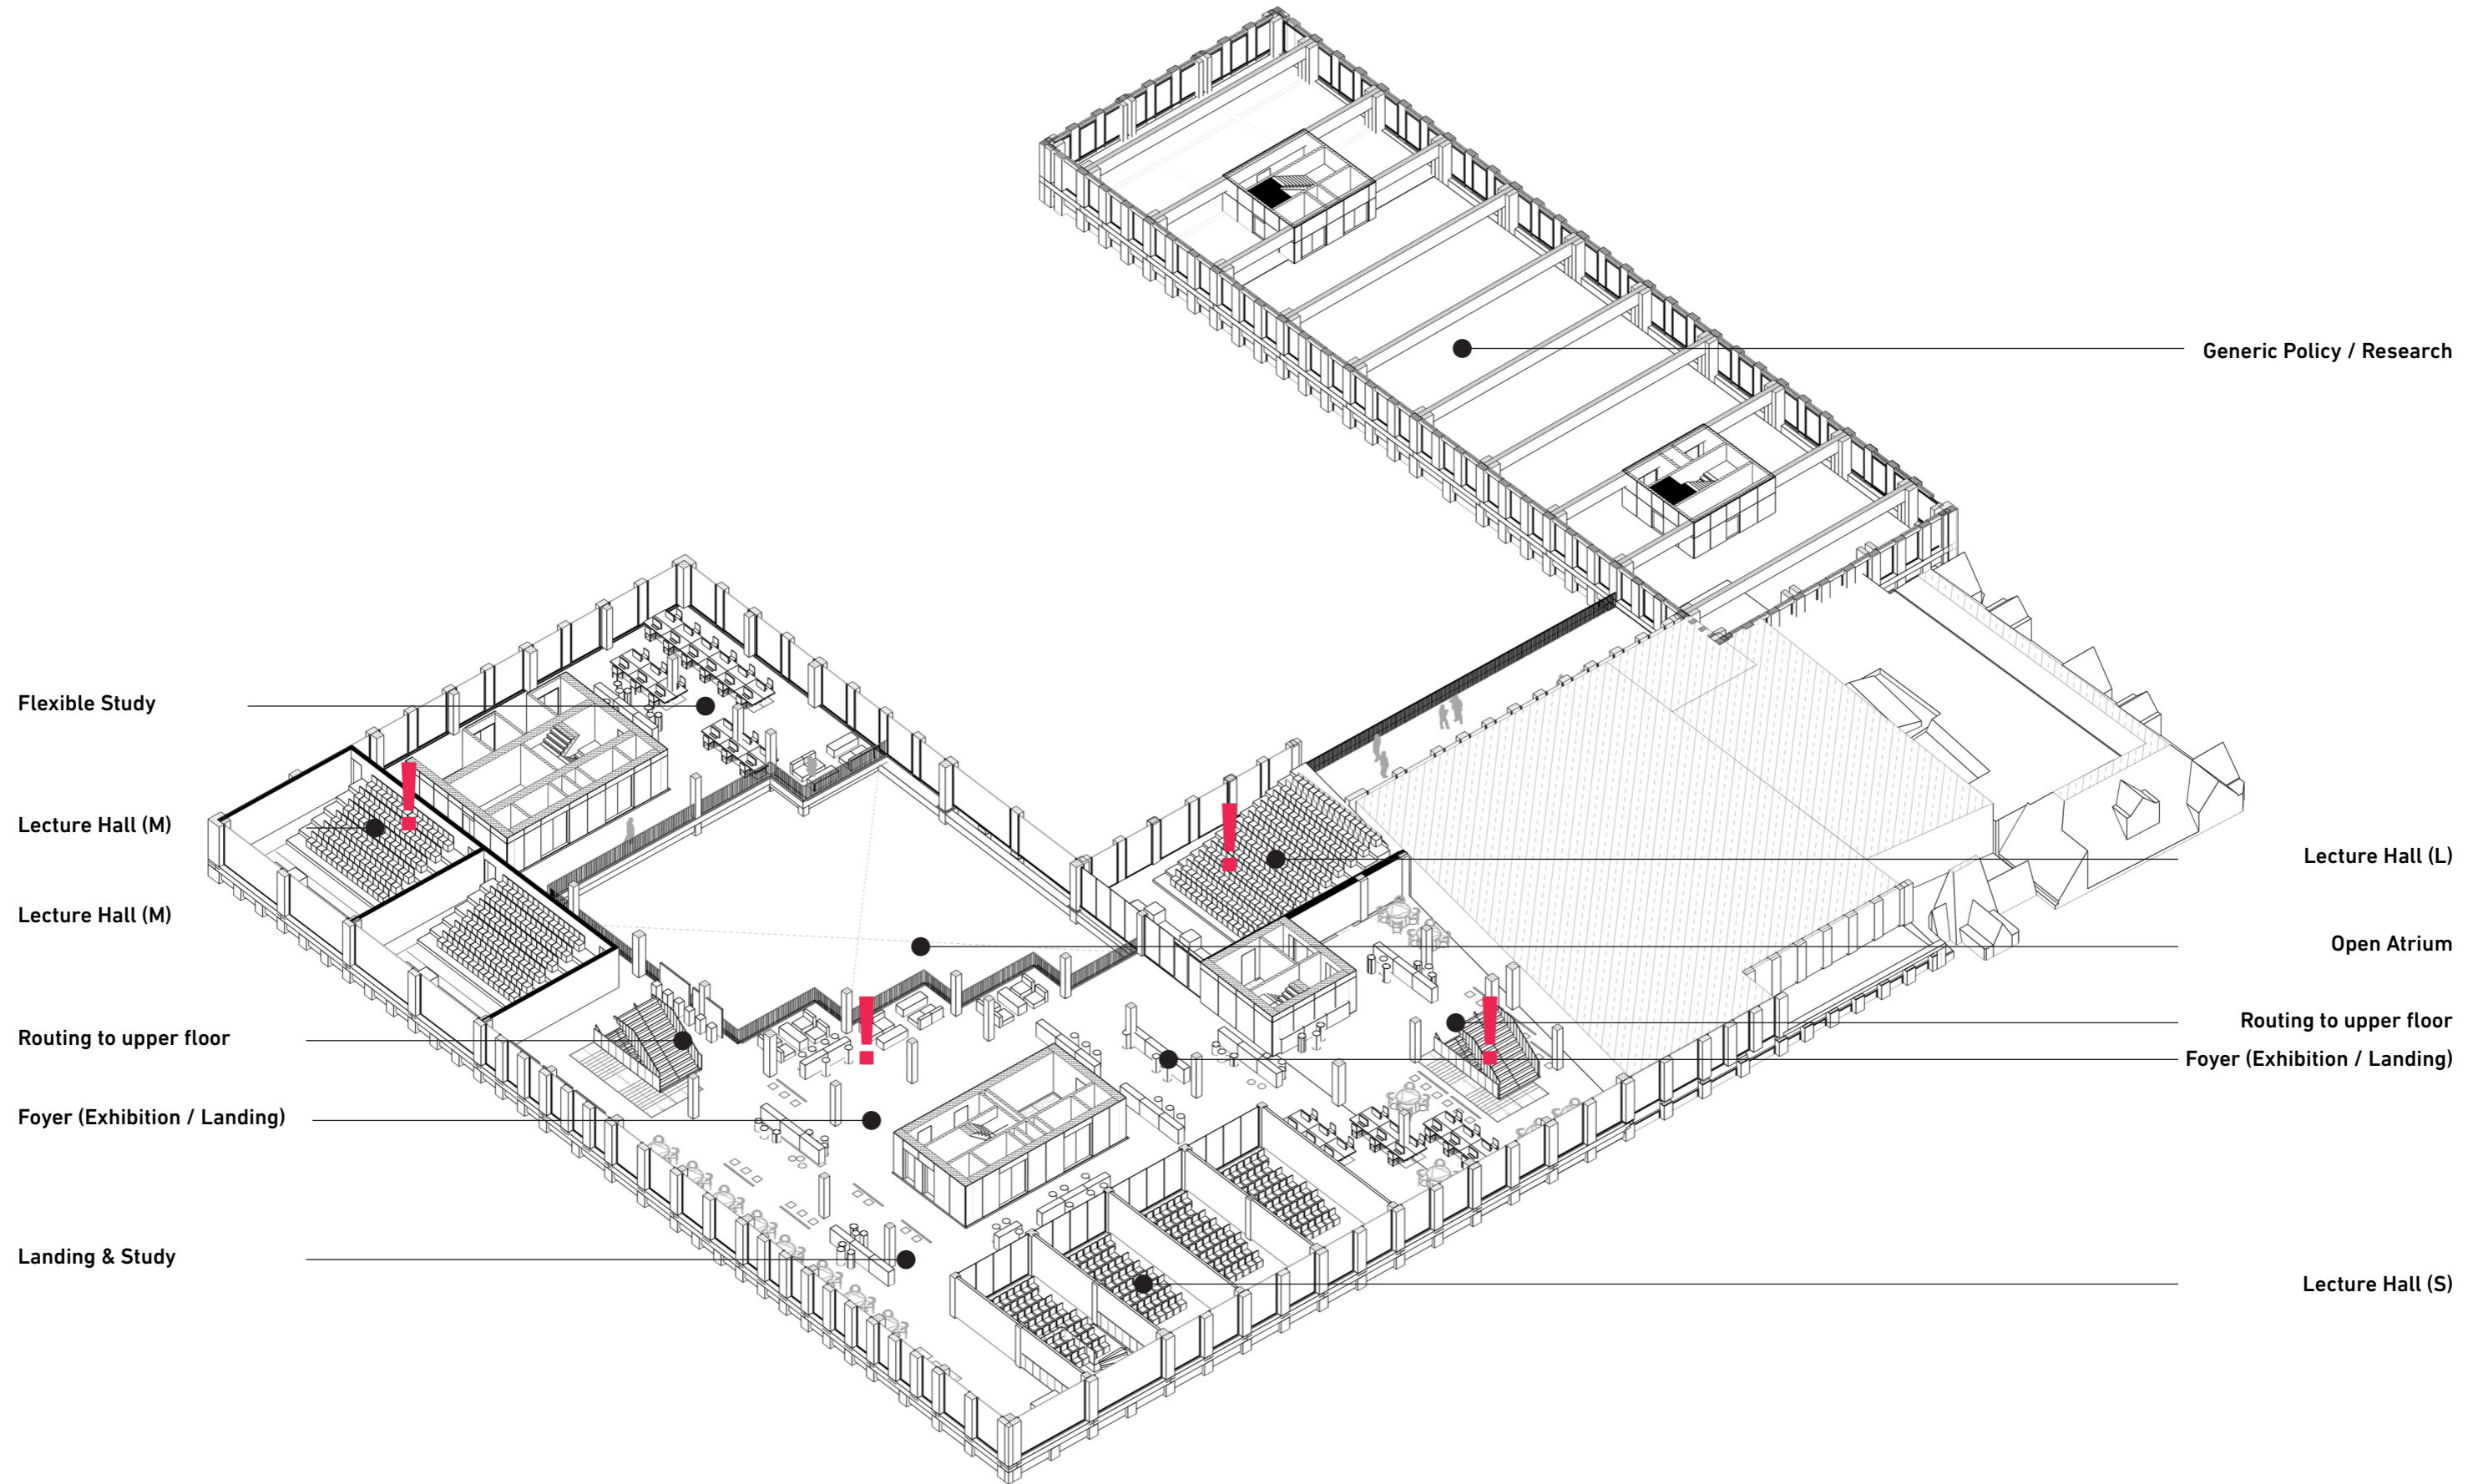 Generic Policy / Research
Flexible Study
Lecture Hall (M)
Lecture Hall (L)
Lecture Hall (M)
Open Atrium
Routing to upper floor
Routing to upper floor
Foyer (Exhibition / Landing)
Foyer (Exhibition / Landing)
Landing & Study
Lecture Hall (S)